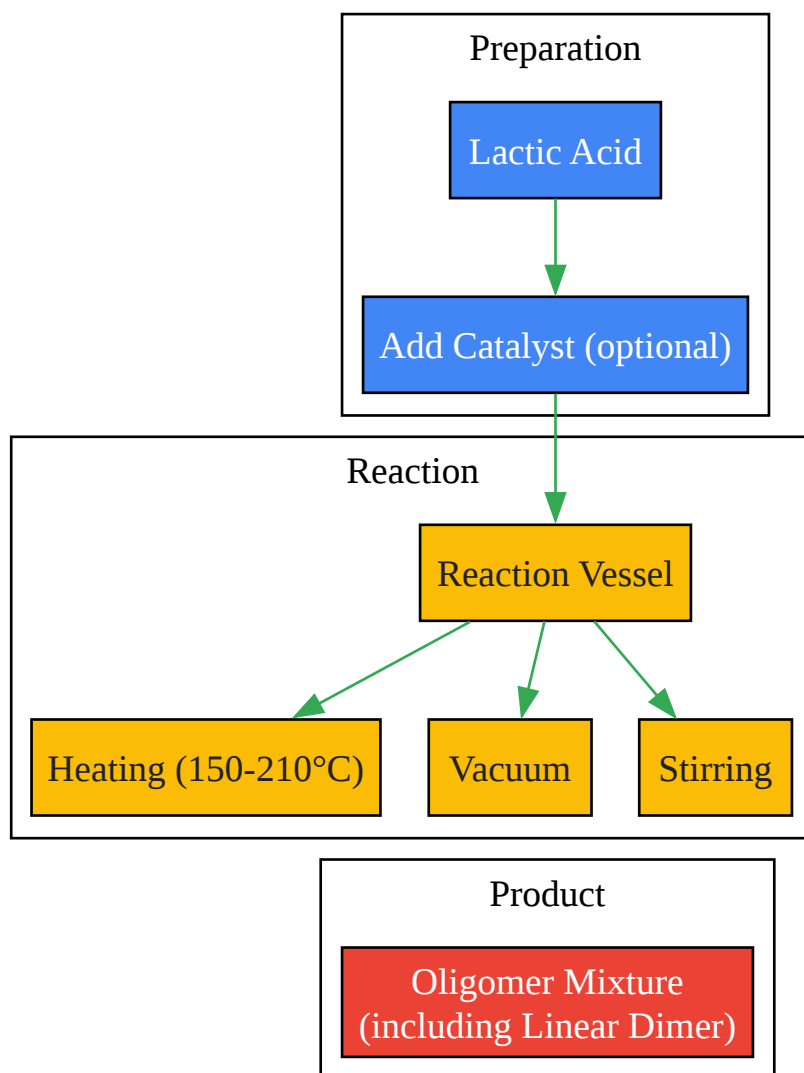 Preparation
Lactic Acid
Add Catalyst (optional)
Reaction
Reaction Vessel
Heating (150-210°C)
Vacuum
Stirring
Product
Oligomer Mixture
(including Linear Dimer)